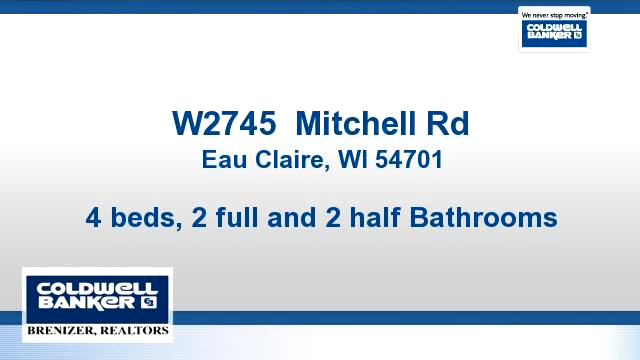 We never stop moving.®
COLDWELL
BANKER
W2745 Mitchell Rd
Eau Claire, WI 54701
4 beds, 2 full and 2 half Bathrooms
COLDWELL
BANKER
BRENIZER, REALTORS